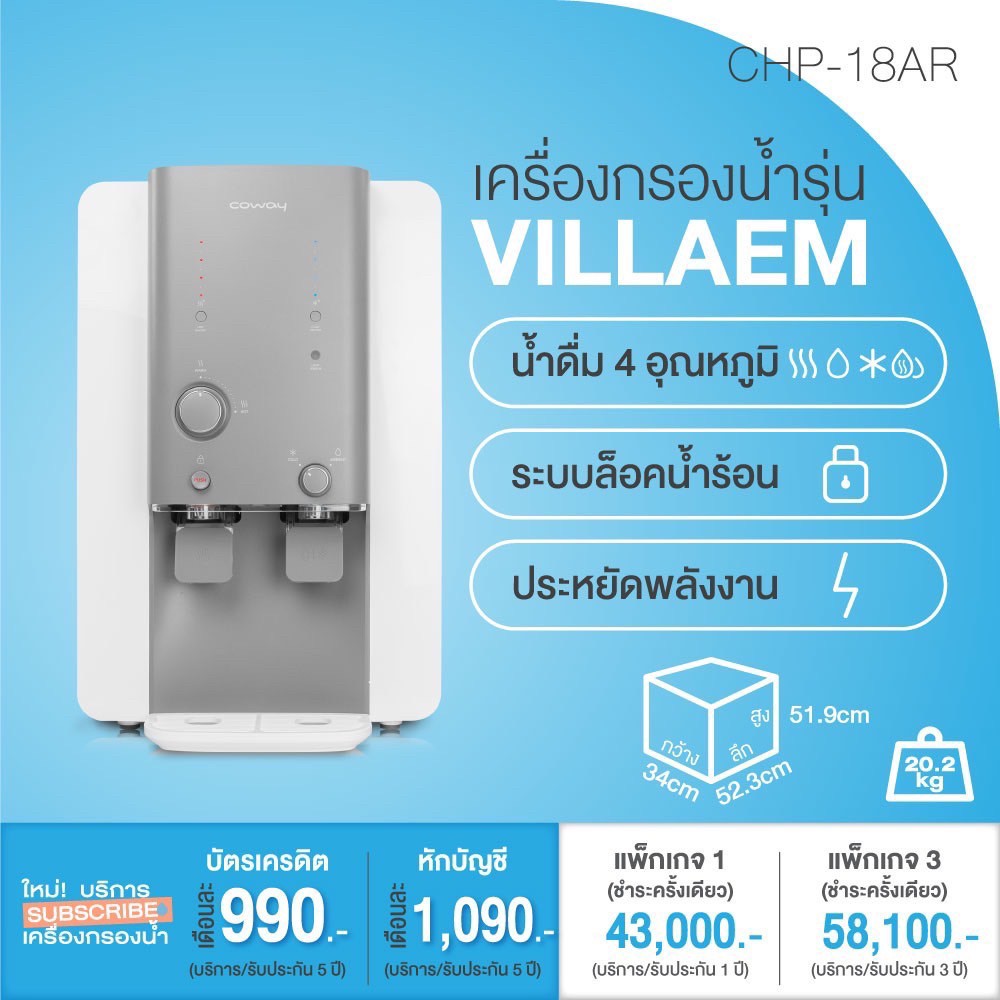 CHP-18AR
เครื่องกรองน้ำรุ่น
VILLAEM
coway
น้ำดื่ม 4 อุณหภูมิ
ระบบล็อคน้ำร้อน
ประหยัดพลังงาน
สูง 51.9cm
กว้าง 34cm
ลึก 52.3cm
20.2 kg
ใหม่! บริการ
SUBSCRIBE
เครื่องกรองน้ำ
บัตรเครดิต
เดือนละ 990.-
(บริการ/รับประกัน 5 ปี)
หักบัญชี
เดือนละ 1,090.-
(บริการ/รับประกัน 5 ปี)
แพ็กเกจ 1
(ชำระครั้งเดียว)
43,000.-
(บริการ/รับประกัน 1 ปี)
แพ็กเกจ 3
(ชำระครั้งเดียว)
58,100.-
(บริการ/รับประกัน 3 ปี)